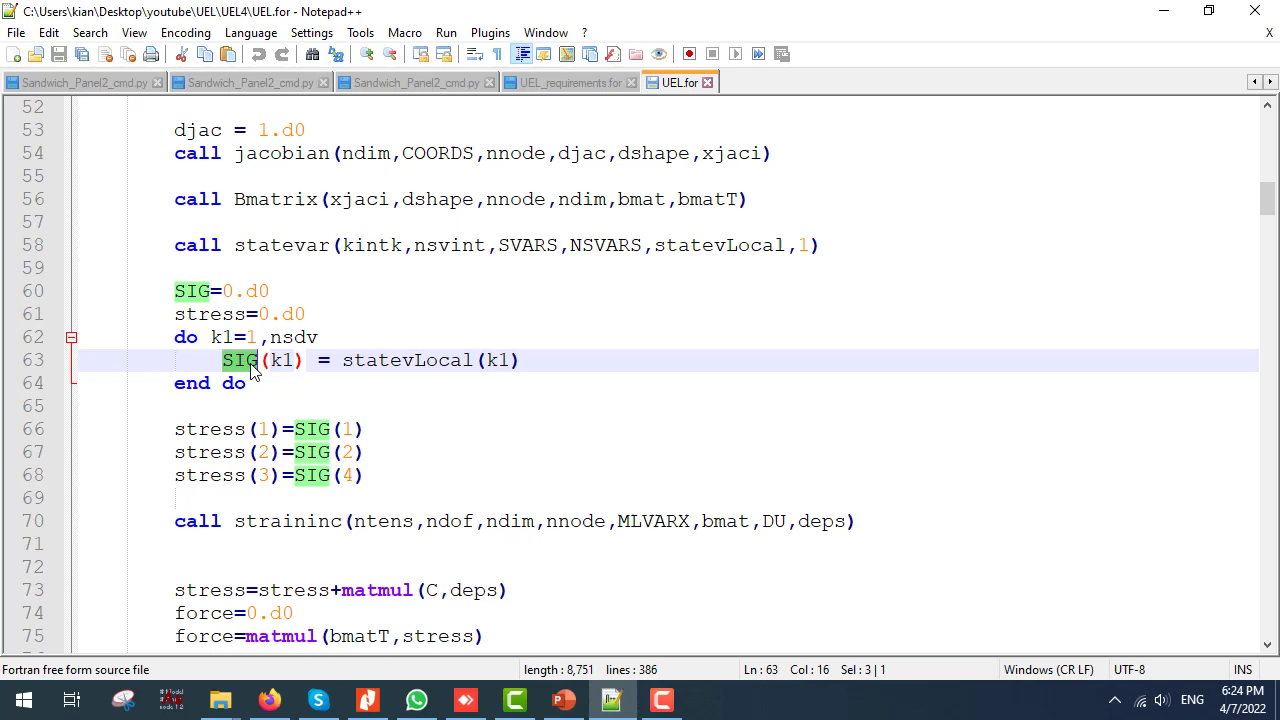 C:\Users\kian\Desktop\youtube\UEL\UEL4\UEL.for - Notepad++
File Edit Search View Encoding Language Settings Tools Macro Run Plugins Window ? X
Sandwich_Panel2_cmd.py Sandwich_Panel2_cmd.py Sandwich_Panel2_cmd.py UEL_requirements.for UEL.for
52
53 djac = 1.d0
54 call jacobian(ndim,COORDS,nnode,djac,dshape,xjaci)
55
56 call Bmatrix(xjaci,dshape,nnode,ndim,bmat,bmatT)
57
58 call statevar(kintk,nsvint,SVARS,NSVARS,statevLocal,1)
59
60 SIG=0.d0
61 stress=0.d0
62 do k1=1,nsdv
63 SIG(k1) = statevLocal(k1)
64 end do
65
66 stress(1)=SIG(1)
67 stress(2)=SIG(2)
68 stress(3)=SIG(4)
69
70 call straininc(ntens,ndof,ndim,nnode,MLVARX,bmat,DU,deps)
71
72
73 stress=stress+matmul(C,deps)
74 force=0.d0
75 force=matmul(bmatT,stress)
Fortran free form source file length : 8,751 lines : 386 Ln : 63 Col : 16 Sel : 3 | 1 Windows (CR LF) UTF-8 INS
ENG 6:24 PM
4/7/2022